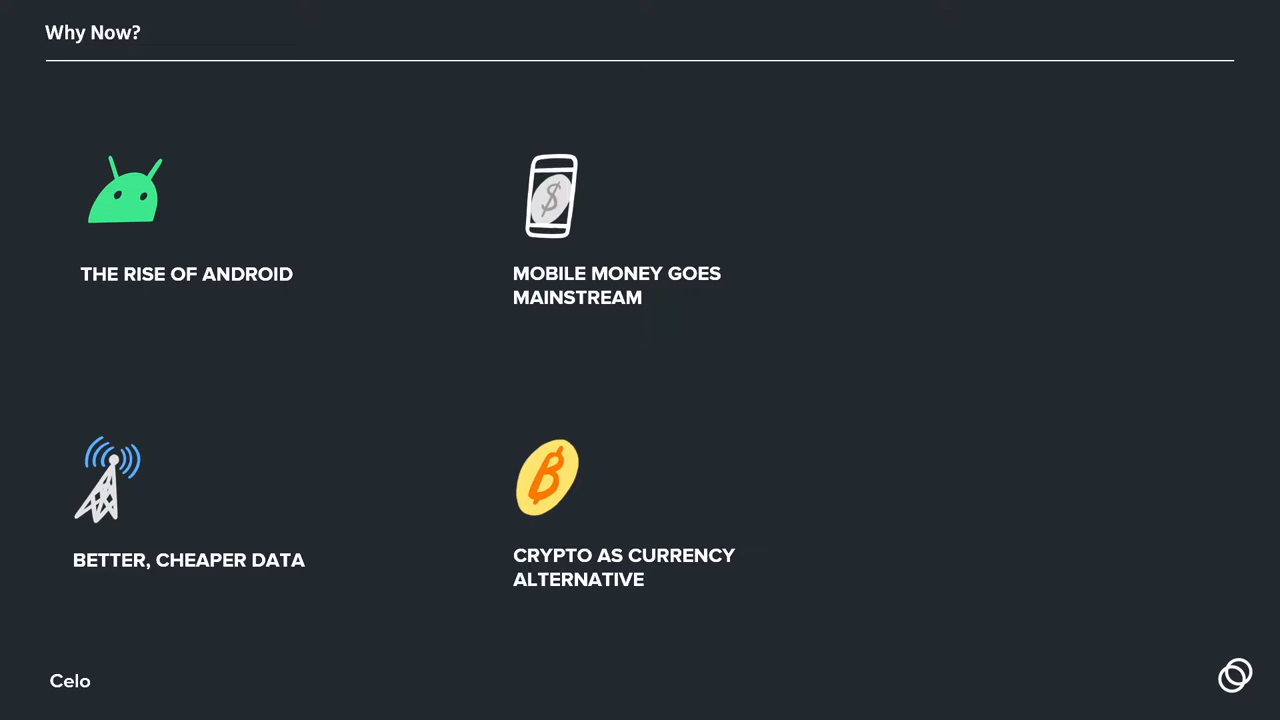 Why Now?
THE RISE OF ANDROID
MOBILE MONEY GOES
MAINSTREAM
BETTER, CHEAPER DATA
CRYPTO AS CURRENCY
ALTERNATIVE
Celo